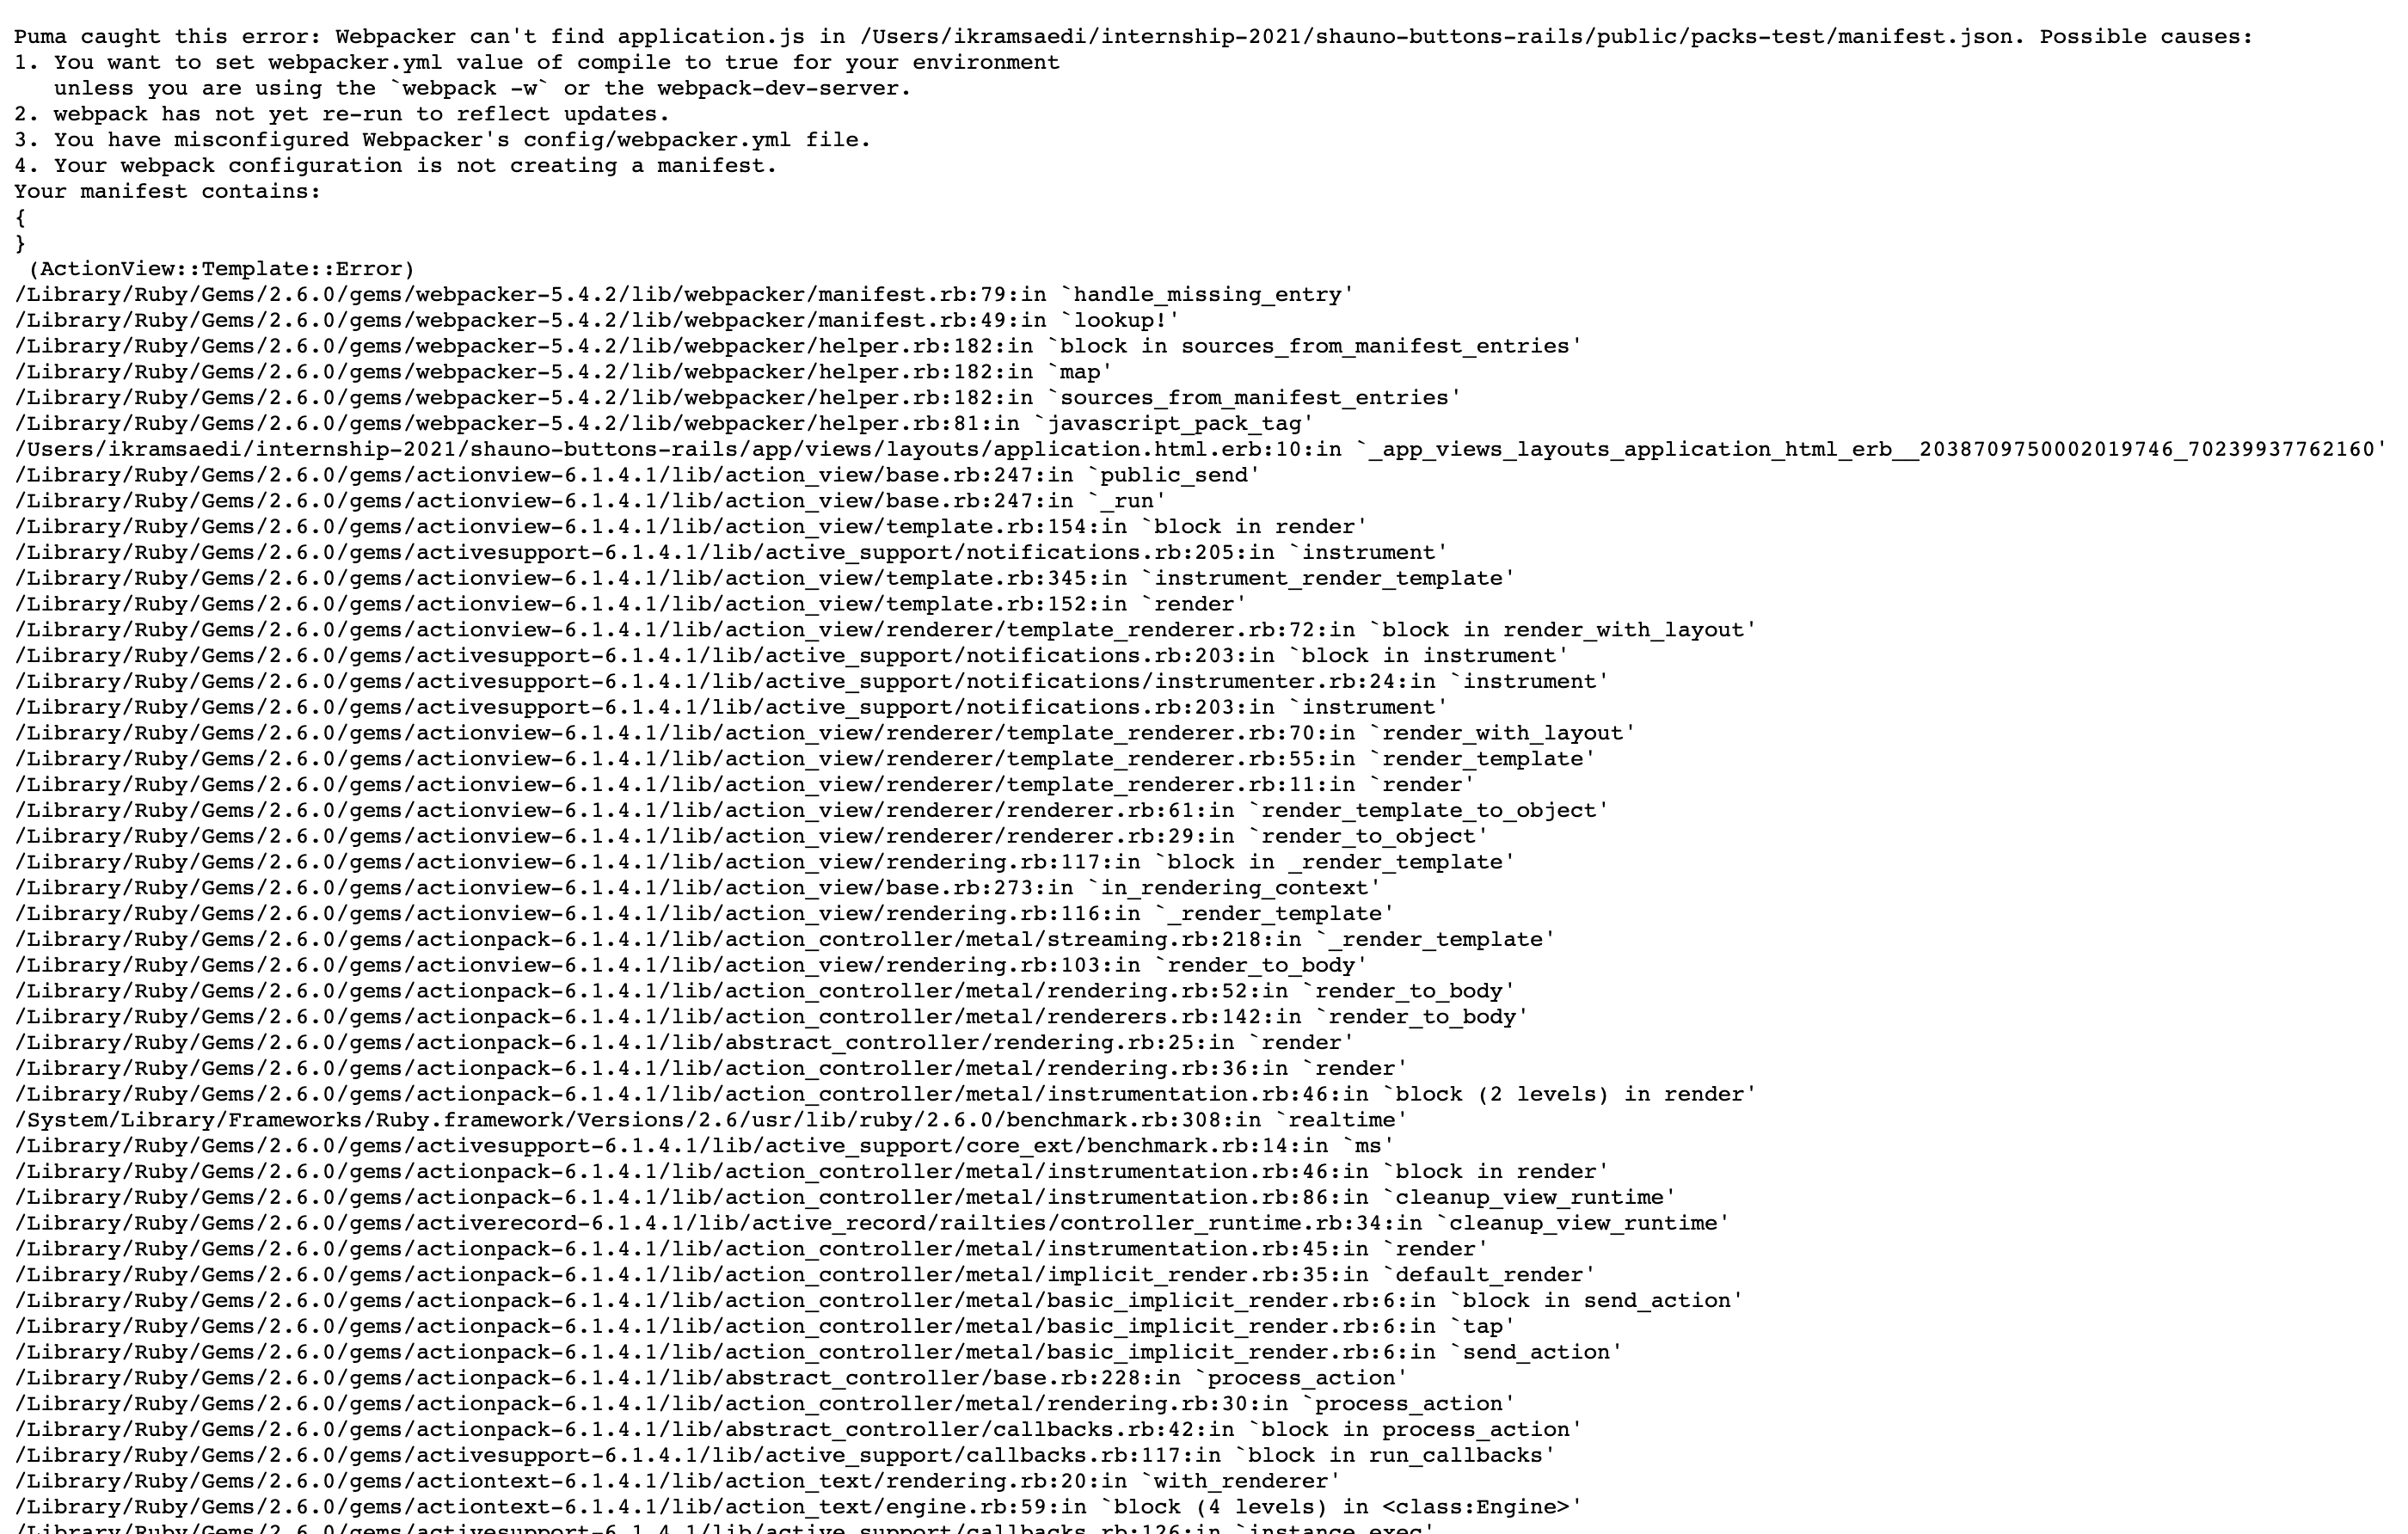 Puma caught this error: Webpacker can't find application.js in /Users/ikramsaedi/internship-2021/shauno-buttons-rails/public/packs-test/manifest.json. Possible causes:
1. You want to set webpacker.yml value of compile to true for your environment
   unless you are using the `webpack -w` or the webpack-dev-server.
2. webpack has not yet re-run to reflect updates.
3. You have misconfigured Webpacker's config/webpacker.yml file.
4. Your webpack configuration is not creating a manifest.
Your manifest contains:
{
}
 (ActionView::Template::Error)
/Library/Ruby/Gems/2.6.0/gems/webpacker-5.4.2/lib/webpacker/manifest.rb:79:in `handle_missing_entry'
/Library/Ruby/Gems/2.6.0/gems/webpacker-5.4.2/lib/webpacker/manifest.rb:49:in `lookup!'
/Library/Ruby/Gems/2.6.0/gems/webpacker-5.4.2/lib/webpacker/helper.rb:182:in `block in sources_from_manifest_entries'
/Library/Ruby/Gems/2.6.0/gems/webpacker-5.4.2/lib/webpacker/helper.rb:182:in `map'
/Library/Ruby/Gems/2.6.0/gems/webpacker-5.4.2/lib/webpacker/helper.rb:182:in `sources_from_manifest_entries'
/Library/Ruby/Gems/2.6.0/gems/webpacker-5.4.2/lib/webpacker/helper.rb:81:in `javascript_pack_tag'
/Users/ikramsaedi/internship-2021/shauno-buttons-rails/app/views/layouts/application.html.erb:10:in `_app_views_layouts_application_html_erb__2038709750002019746_70239937762160'
/Library/Ruby/Gems/2.6.0/gems/actionview-6.1.4.1/lib/action_view/base.rb:247:in `public_send'
/Library/Ruby/Gems/2.6.0/gems/actionview-6.1.4.1/lib/action_view/base.rb:247:in `_run'
/Library/Ruby/Gems/2.6.0/gems/actionview-6.1.4.1/lib/action_view/template.rb:154:in `block in render'
/Library/Ruby/Gems/2.6.0/gems/activesupport-6.1.4.1/lib/active_support/notifications.rb:205:in `instrument'
/Library/Ruby/Gems/2.6.0/gems/actionview-6.1.4.1/lib/action_view/template.rb:345:in `instrument_render_template'
/Library/Ruby/Gems/2.6.0/gems/actionview-6.1.4.1/lib/action_view/template.rb:152:in `render'
/Library/Ruby/Gems/2.6.0/gems/actionview-6.1.4.1/lib/action_view/renderer/template_renderer.rb:72:in `block in render_with_layout'
/Library/Ruby/Gems/2.6.0/gems/activesupport-6.1.4.1/lib/active_support/notifications.rb:203:in `block in instrument'
/Library/Ruby/Gems/2.6.0/gems/activesupport-6.1.4.1/lib/active_support/notifications/instrumenter.rb:24:in `instrument'
/Library/Ruby/Gems/2.6.0/gems/activesupport-6.1.4.1/lib/active_support/notifications.rb:203:in `instrument'
/Library/Ruby/Gems/2.6.0/gems/actionview-6.1.4.1/lib/action_view/renderer/template_renderer.rb:70:in `render_with_layout'
/Library/Ruby/Gems/2.6.0/gems/actionview-6.1.4.1/lib/action_view/renderer/template_renderer.rb:55:in `render_template'
/Library/Ruby/Gems/2.6.0/gems/actionview-6.1.4.1/lib/action_view/renderer/template_renderer.rb:11:in `render'
/Library/Ruby/Gems/2.6.0/gems/actionview-6.1.4.1/lib/action_view/renderer/renderer.rb:61:in `render_template_to_object'
/Library/Ruby/Gems/2.6.0/gems/actionview-6.1.4.1/lib/action_view/renderer/renderer.rb:29:in `render_to_object'
/Library/Ruby/Gems/2.6.0/gems/actionview-6.1.4.1/lib/action_view/rendering.rb:117:in `block in _render_template'
/Library/Ruby/Gems/2.6.0/gems/actionview-6.1.4.1/lib/action_view/base.rb:273:in `in_rendering_context'
/Library/Ruby/Gems/2.6.0/gems/actionview-6.1.4.1/lib/action_view/rendering.rb:116:in `_render_template'
/Library/Ruby/Gems/2.6.0/gems/actionpack-6.1.4.1/lib/action_controller/metal/streaming.rb:218:in `_render_template'
/Library/Ruby/Gems/2.6.0/gems/actionview-6.1.4.1/lib/action_view/rendering.rb:103:in `render_to_body'
/Library/Ruby/Gems/2.6.0/gems/actionpack-6.1.4.1/lib/action_controller/metal/rendering.rb:52:in `render_to_body'
/Library/Ruby/Gems/2.6.0/gems/actionpack-6.1.4.1/lib/action_controller/metal/renderers.rb:142:in `render_to_body'
/Library/Ruby/Gems/2.6.0/gems/actionpack-6.1.4.1/lib/abstract_controller/rendering.rb:25:in `render'
/Library/Ruby/Gems/2.6.0/gems/actionpack-6.1.4.1/lib/action_controller/metal/rendering.rb:36:in `render'
/Library/Ruby/Gems/2.6.0/gems/actionpack-6.1.4.1/lib/action_controller/metal/instrumentation.rb:46:in `block (2 levels) in render'
/System/Library/Frameworks/Ruby.framework/Versions/2.6/usr/lib/ruby/2.6.0/benchmark.rb:308:in `realtime'
/Library/Ruby/Gems/2.6.0/gems/activesupport-6.1.4.1/lib/active_support/core_ext/benchmark.rb:14:in `ms'
/Library/Ruby/Gems/2.6.0/gems/actionpack-6.1.4.1/lib/action_controller/metal/instrumentation.rb:46:in `block in render'
/Library/Ruby/Gems/2.6.0/gems/actionpack-6.1.4.1/lib/action_controller/metal/instrumentation.rb:86:in `cleanup_view_runtime'
/Library/Ruby/Gems/2.6.0/gems/activerecord-6.1.4.1/lib/active_record/railties/controller_runtime.rb:34:in `cleanup_view_runtime'
/Library/Ruby/Gems/2.6.0/gems/actionpack-6.1.4.1/lib/action_controller/metal/instrumentation.rb:45:in `render'
/Library/Ruby/Gems/2.6.0/gems/actionpack-6.1.4.1/lib/action_controller/metal/implicit_render.rb:35:in `default_render'
/Library/Ruby/Gems/2.6.0/gems/actionpack-6.1.4.1/lib/action_controller/metal/basic_implicit_render.rb:6:in `block in send_action'
/Library/Ruby/Gems/2.6.0/gems/actionpack-6.1.4.1/lib/action_controller/metal/basic_implicit_render.rb:6:in `tap'
/Library/Ruby/Gems/2.6.0/gems/actionpack-6.1.4.1/lib/action_controller/metal/basic_implicit_render.rb:6:in `send_action'
/Library/Ruby/Gems/2.6.0/gems/actionpack-6.1.4.1/lib/abstract_controller/base.rb:228:in `process_action'
/Library/Ruby/Gems/2.6.0/gems/actionpack-6.1.4.1/lib/action_controller/metal/rendering.rb:30:in `process_action'
/Library/Ruby/Gems/2.6.0/gems/actionpack-6.1.4.1/lib/abstract_controller/callbacks.rb:42:in `block in process_action'
/Library/Ruby/Gems/2.6.0/gems/activesupport-6.1.4.1/lib/active_support/callbacks.rb:117:in `block in run_callbacks'
/Library/Ruby/Gems/2.6.0/gems/actiontext-6.1.4.1/lib/action_text/rendering.rb:20:in `with_renderer'
/Library/Ruby/Gems/2.6.0/gems/actiontext-6.1.4.1/lib/action_text/engine.rb:59:in `block (4 levels) in <class:Engine>'
/Library/Ruby/Gems/2.6.0/gems/activesupport-6.1.4.1/lib/active_support/callbacks.rb:126:in `instance_exec'